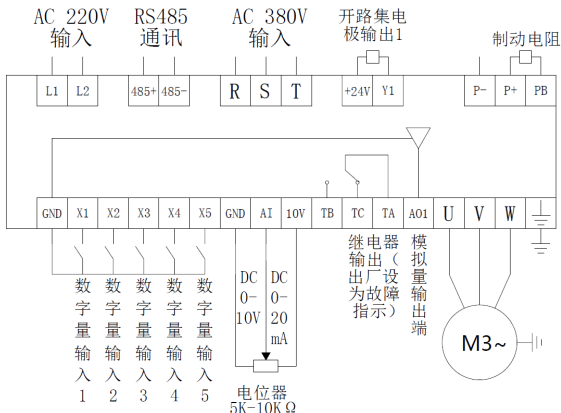 AC 220V RS485 AC 380V 开路集电
输入 通讯 输入 极输出1 制动电阻
L1 L2 485+ 485- R S T +24V Y1 P- P+ PB
GND X1 X2 X3 X4 X5 GND AI 10V TB TC TA AO1 U V W
数字量输入1
数字量输入2
数字量输入3
数字量输入4
数字量输入5
DC
0-
10V
DC
0-
20
mA
电位器
5K-10KΩ
继电器
输出（
出厂设
为故障
指示）
模拟量输出端
M3~